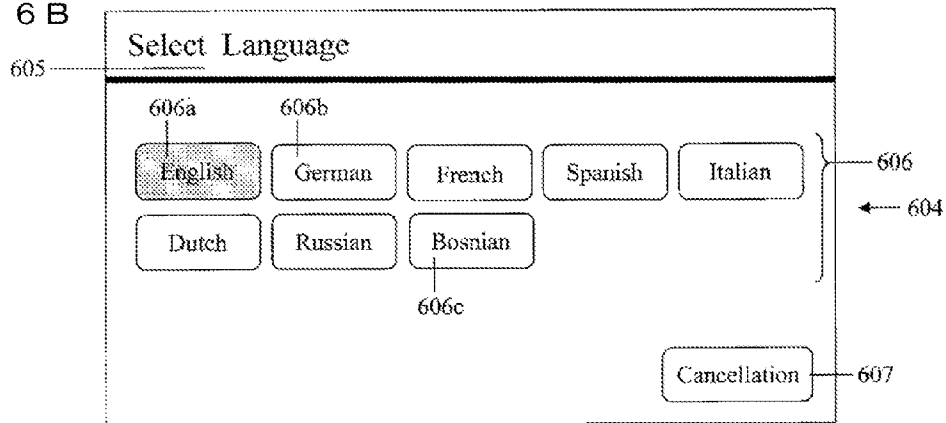 6 B
Select Language
605
606a 606b
English German French Spanish Italian
606
604
Dutch Russian Bosnian
606c
Cancellation
607